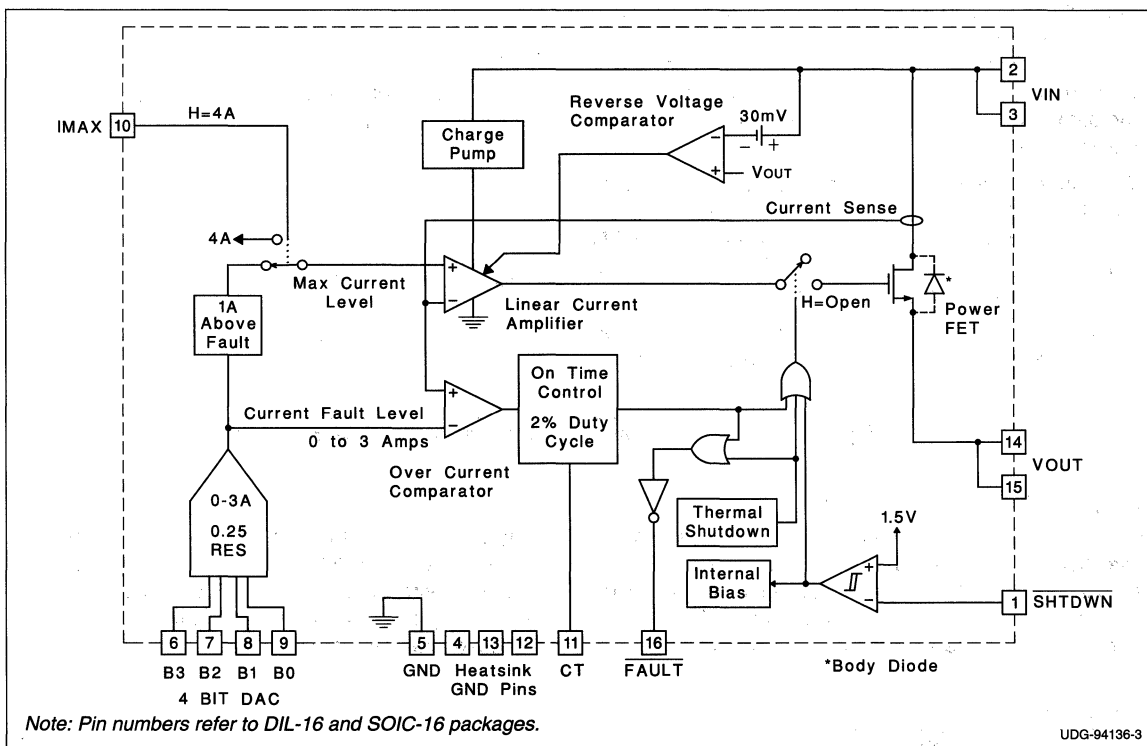 IMAX
10
H=4A
Reverse Voltage
Comparator
30mV
−
+
−
+
VOUT
2
3
VIN
Charge
Pump
Current Sense
4A
Max Current
Level
+
−
Linear Current
Amplifier
H=Open
*
Power
FET
1A
Above
Fault
Current Fault Level
0 to 3 Amps
+
−
Over Current
Comparator
On Time
Control
2% Duty
Cycle
14
15
VOUT
0-3A
0.25
RES
Thermal
Shutdown
1.5V
Internal
Bias
+
−
1
SHTDWN
6
7
8
9
5
4
13
12
11
16
B3
B2
B1
B0
GND
Heatsink
GND Pins
CT
FAULT
*Body Diode
4 BIT DAC
Note: Pin numbers refer to DIL-16 and SOIC-16 packages.
UDG-94136-3